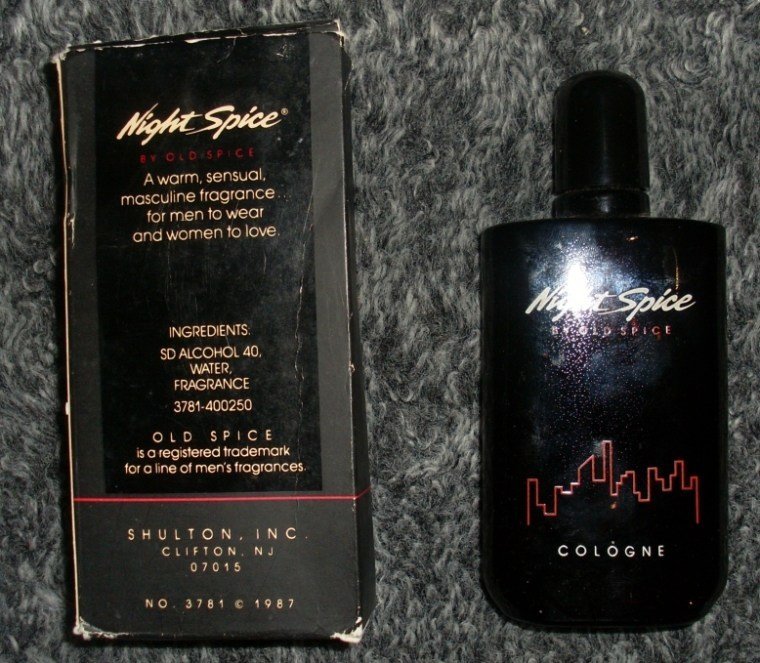 Night Spice®
BY OLD SPICE
A warm, sensual,
masculine fragrance...
for men to wear
and women to love.
INGREDIENTS:
SD ALCOHOL 40,
WATER,
FRAGRANCE
3781-400250
OLD SPICE
is a registered trademark
for a line of men's fragrances.
SHULTON, INC.
CLIFTON, NJ
07015
NO. 3781 © 1987
Night Spice
BY OLD SPICE
COLOGNE